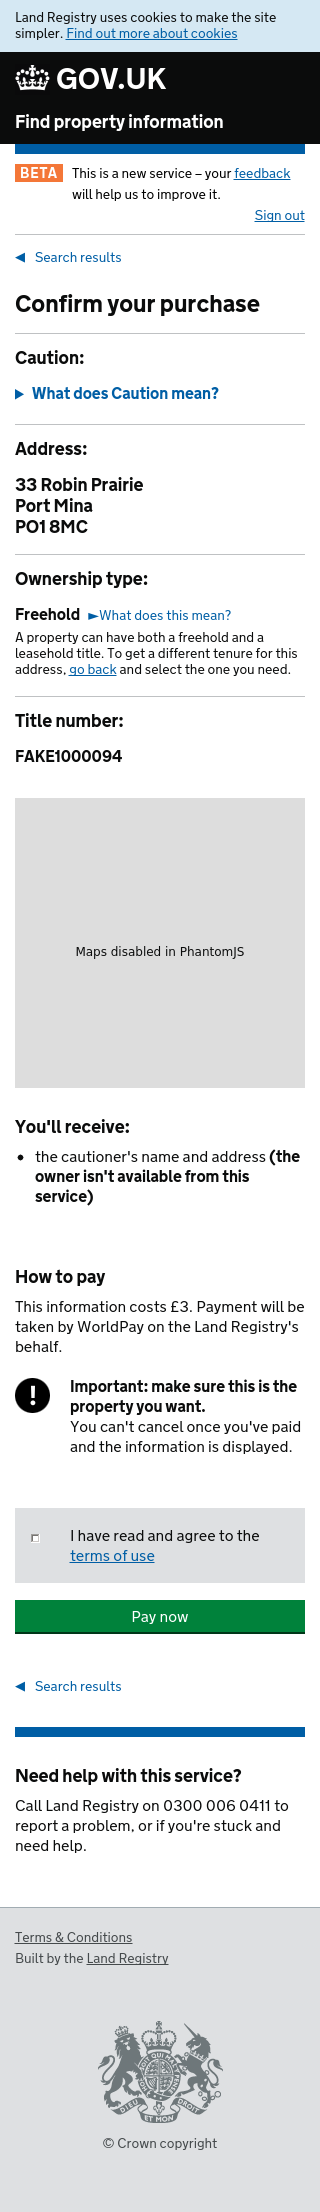 Land Registry uses cookies to make the site
simpler. Find out more about cookies
GOV.UK
Find property information
BETA This is a new service – your feedback
will help us to improve it.
Sign out
◀ Search results
Confirm your purchase
Caution:
▶ What does Caution mean?
Address:
33 Robin Prairie
Port Mina
PO1 8MC
Ownership type:
Freehold ►What does this mean?
A property can have both a freehold and a
leasehold title. To get a different tenure for this
address, go back and select the one you need.
Title number:
FAKE1000094
Maps disabled in PhantomJS
You'll receive:
• the cautioner's name and address (the
owner isn't available from this
service)
How to pay
This information costs £3. Payment will be
taken by WorldPay on the Land Registry's
behalf.
! Important: make sure this is the
property you want.
You can't cancel once you've paid
and the information is displayed.
I have read and agree to the
terms of use
Pay now
◀ Search results
Need help with this service?
Call Land Registry on 0300 006 0411 to
report a problem, or if you're stuck and
need help.
Terms & Conditions
Built by the Land Registry
DIEU ET MON DROIT
© Crown copyright